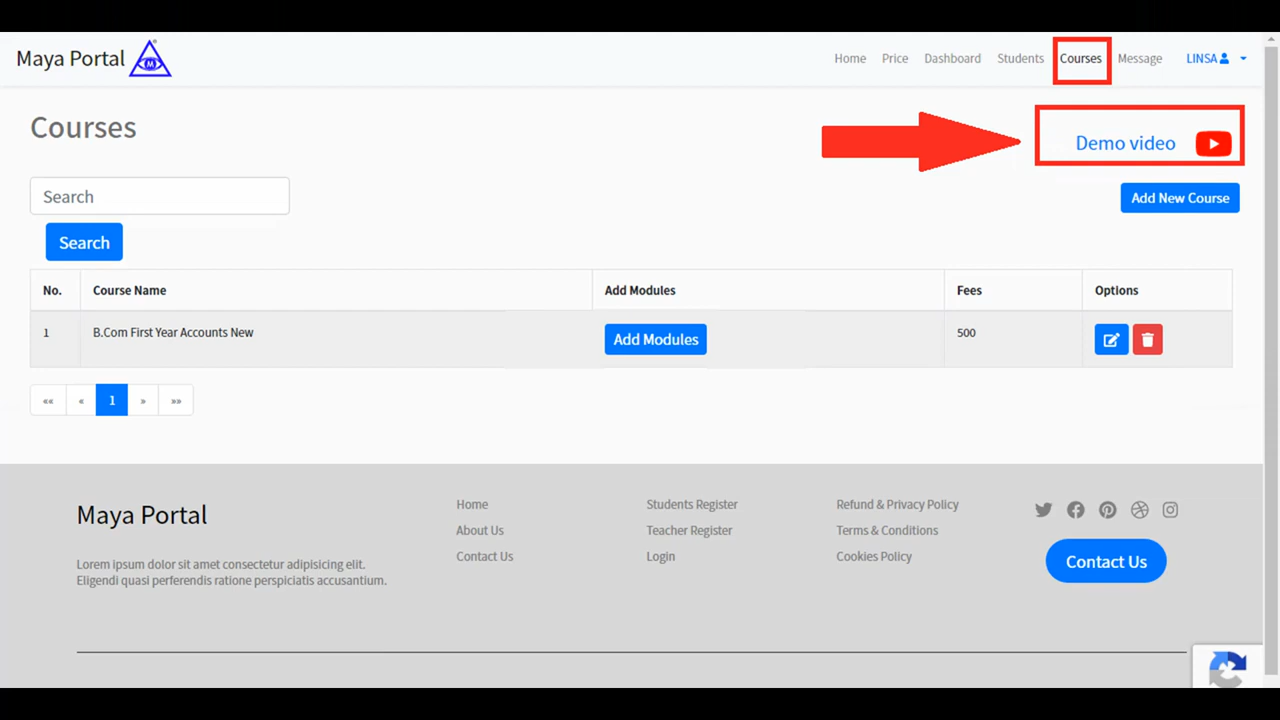 Maya Portal
Home Price Dashboard Students Courses Message LINSA
Courses
Demo video
Search
Add New Course
Search
No. Course Name Add Modules Fees Options
1 B.Com First Year Accounts New Add Modules 500
«« « 1 » »»
Maya Portal
Lorem ipsum dolor sit amet consectetur adipisicing elit.
Eligendi quasi perferendis ratione perspiciatis accusantium.
Home
About Us
Contact Us
Students Register
Teacher Register
Login
Refund & Privacy Policy
Terms & Conditions
Cookies Policy
Contact Us